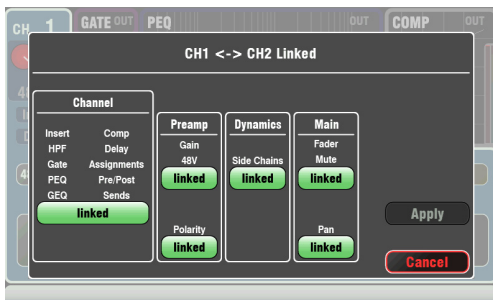 CH 1 GATE OUT PEQ OUT COMP OUT
CH1 <-> CH2 Linked
Channel
Insert Comp
HPF Delay
Gate Assignments
PEQ Pre/Post
GEQ Sends
linked
Preamp
Gain
48V
linked
Polarity
linked
Dynamics
Side Chains
linked
Main
Fader
Mute
linked
Pan
linked
Apply
Cancel